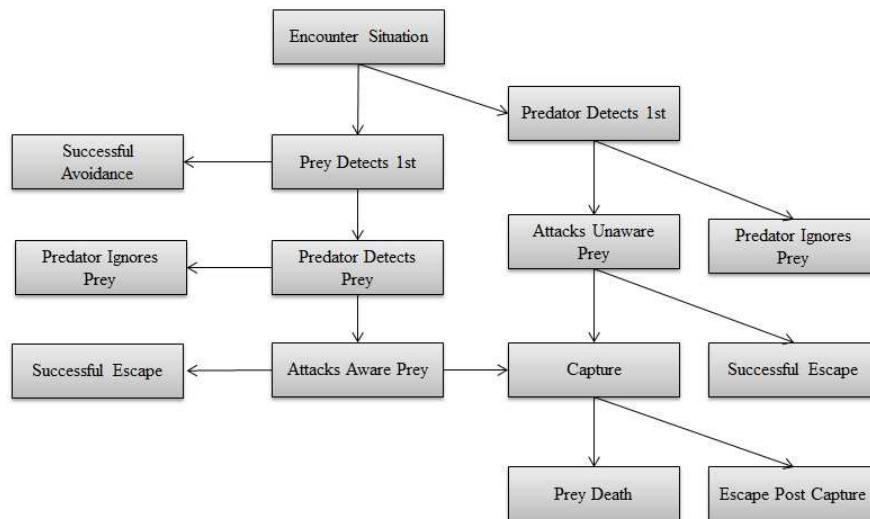 Encounter Situation
Predator Detects 1st
Successful
Avoidance
Prey Detects 1st
Attacks Unaware
Prey
Predator Ignores
Prey
Predator Ignores
Prey
Predator Detects
Prey
Successful Escape
Attacks Aware Prey
Capture
Successful Escape
Prey Death
Escape Post Capture